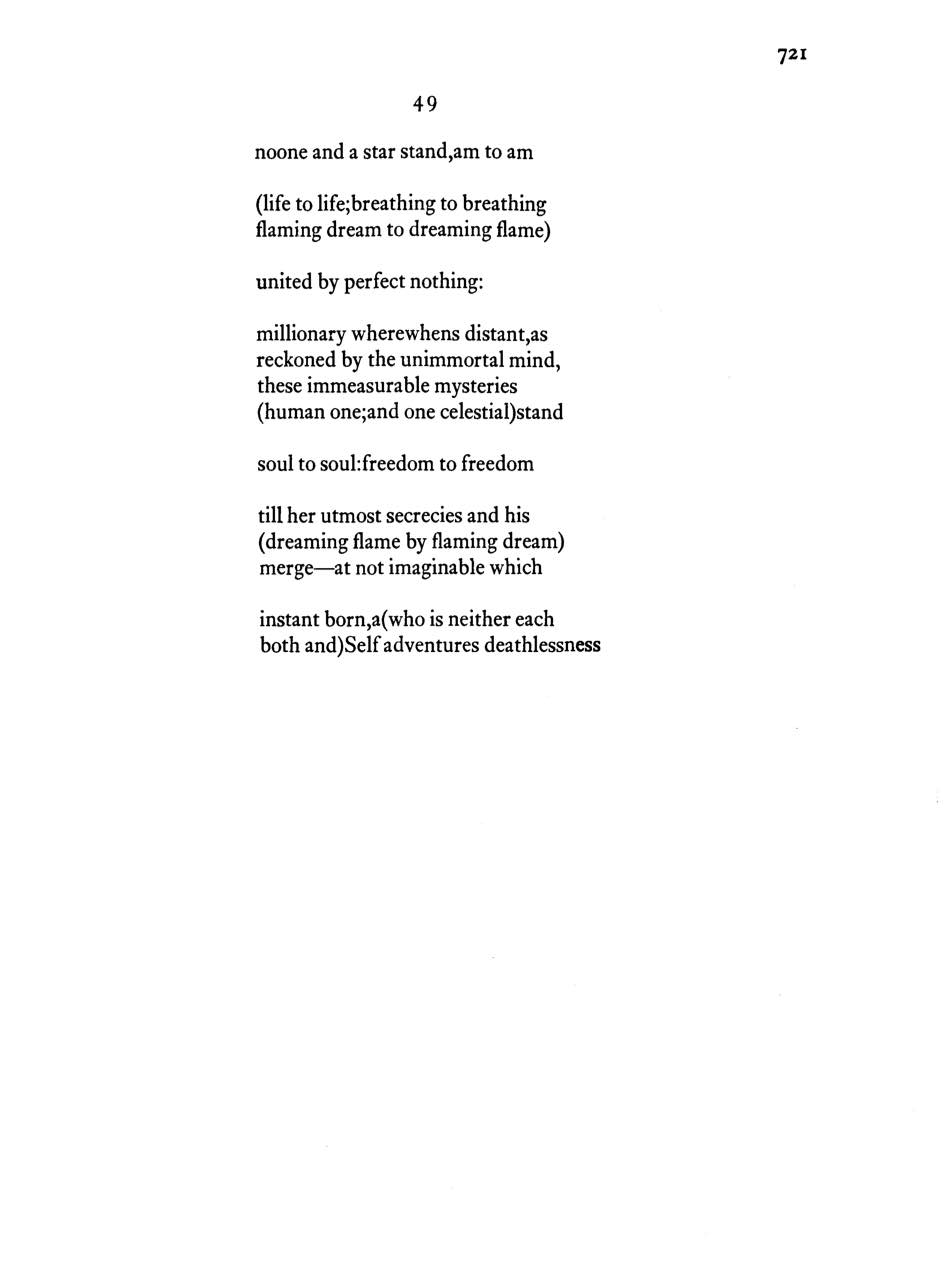 721
49
noone and a star stand,am to am
(life to life;breathing to breathing
flaming dream to dreaming flame)
united by perfect nothing:
millionary wherewhens distant,as
reckoned by the unimmortal mind,
these immeasurable mysteries
(human one;and one celestial)stand
soul to soul:freedom to freedom
till her utmost secrecies and his
(dreaming flame by flaming dream)
merge—at not imaginable which
instant born,a(who is neither each
both and)Self adventures deathlessness